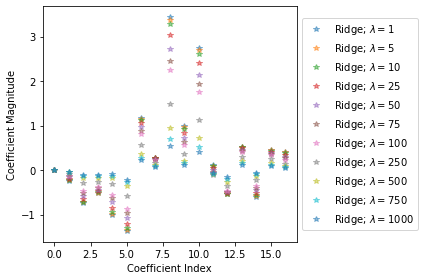 Coefficient Magnitude
3
2
1
0
−1
0.0 2.5 5.0 7.5 10.0 12.5 15.0
Coefficient Index
Ridge; λ = 1
Ridge; λ = 5
Ridge; λ = 10
Ridge; λ = 25
Ridge; λ = 50
Ridge; λ = 75
Ridge; λ = 100
Ridge; λ = 250
Ridge; λ = 500
Ridge; λ = 750
Ridge; λ = 1000